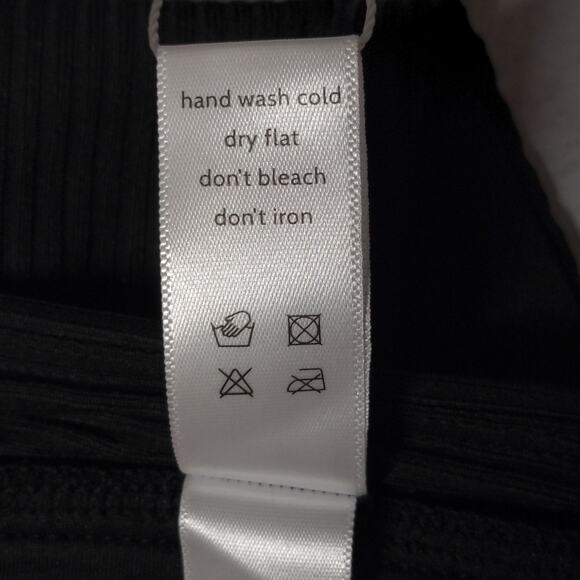 hand wash cold
dry flat
don't bleach
don't iron